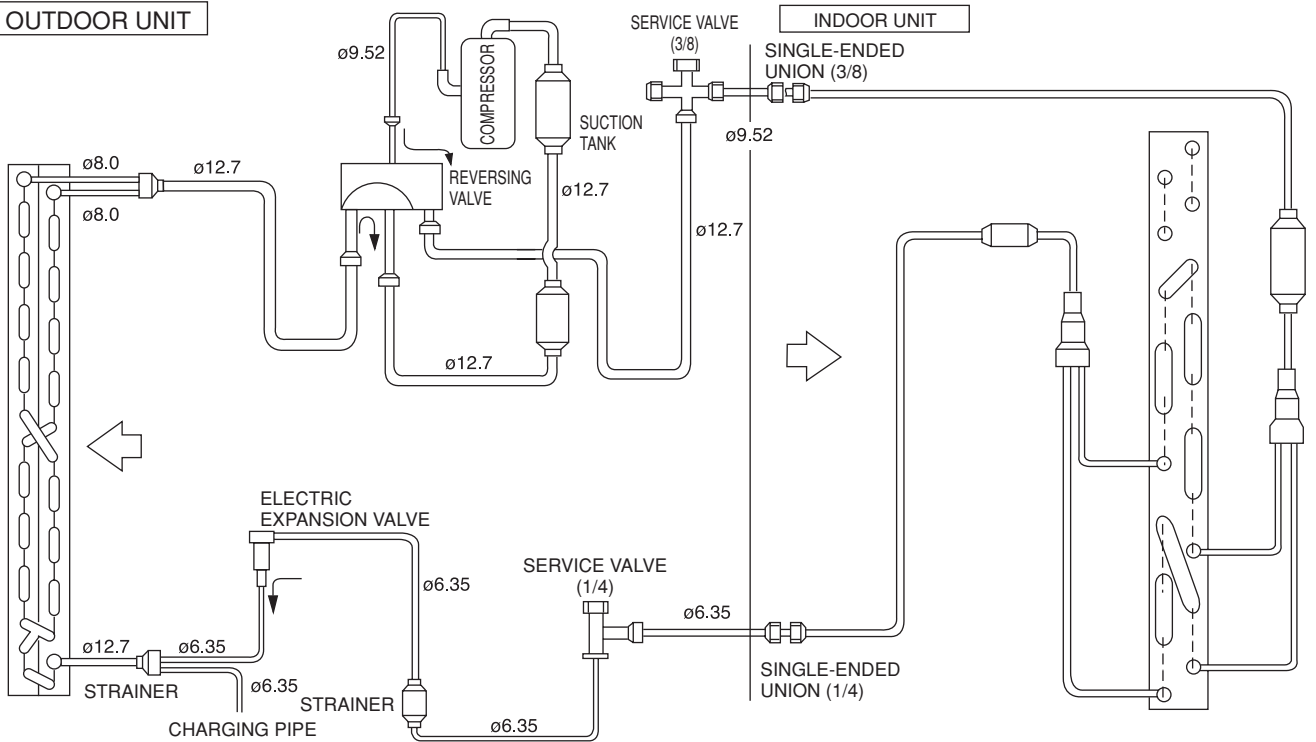 OUTDOOR UNIT
INDOOR UNIT
SERVICE VALVE
(3/8)
SINGLE-ENDED
UNION (3/8)
ø9.52
COMPRESSOR
SUCTION
TANK
ø9.52
ø8.0
ø12.7
REVERSING
VALVE
ø12.7
ø8.0
ø12.7
ø12.7
ELECTRIC
EXPANSION VALVE
SERVICE VALVE
(1/4)
ø6.35
ø6.35
ø12.7
ø6.35
SINGLE-ENDED
UNION (1/4)
STRAINER
ø6.35
STRAINER
CHARGING PIPE
ø6.35